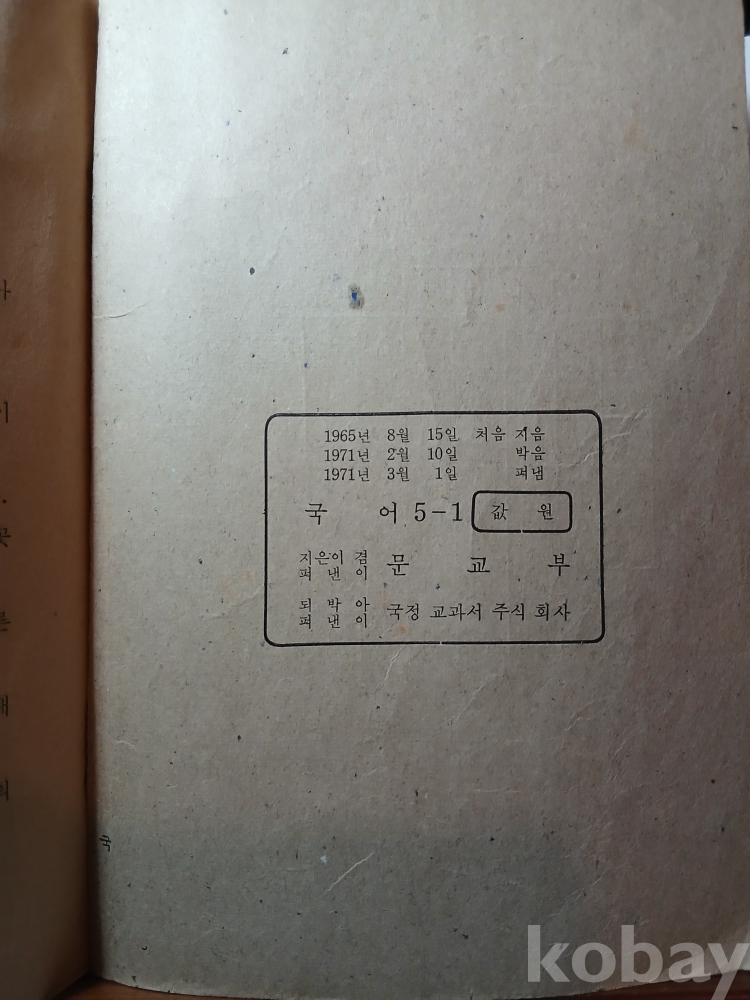 1965년 8월 15일 처음 지음
1971년 2월 10일 박음
1971년 3월 1일 펴냄
국 어 5-1 값 원
지은이 겸
펴 낸 이
문 교 부
되 박 아
펴 낸 이
국정 교과서 주식 회사
국
kobay